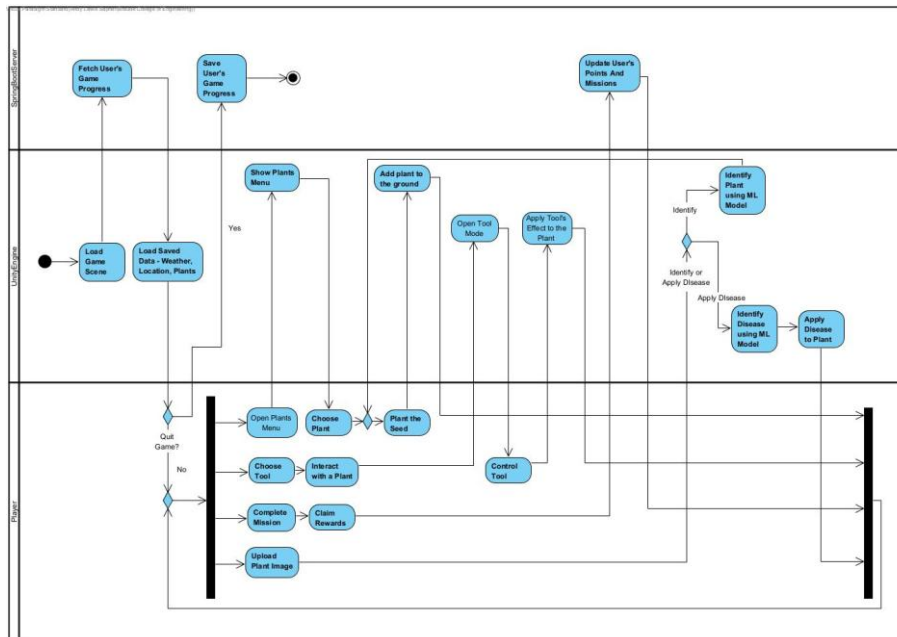 SpringBootServer
Fetch User's
Game
Progress
Save
User's
Game
Progress
Update User's
Points And
Missions
UnityEngine
Load
Game
Scene
Load Saved
Data - Weather,
Location, Plants
Yes
Show Plants
Menu
Add plant to
the ground
Open Tool
Mode
Apply Tool's
Effect to the
Plant
Identify
Plant
using ML
Model
Identify
Identify or
Apply DIsease
Apply DIsease
Identify
Disease
using ML
Model
Apply
Disease
to Plant
Player
Quit
Game?
No
Open Plants
Menu
Choose
Plant
Plant the
Seed
Choose
Tool
Interact
with a Plant
Control
Tool
Complete
Mission
Claim
Rewards
Upload
Plant Image